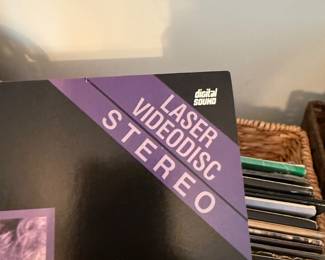 digital
SOUND
LASER
VIDEODISC
STEREO